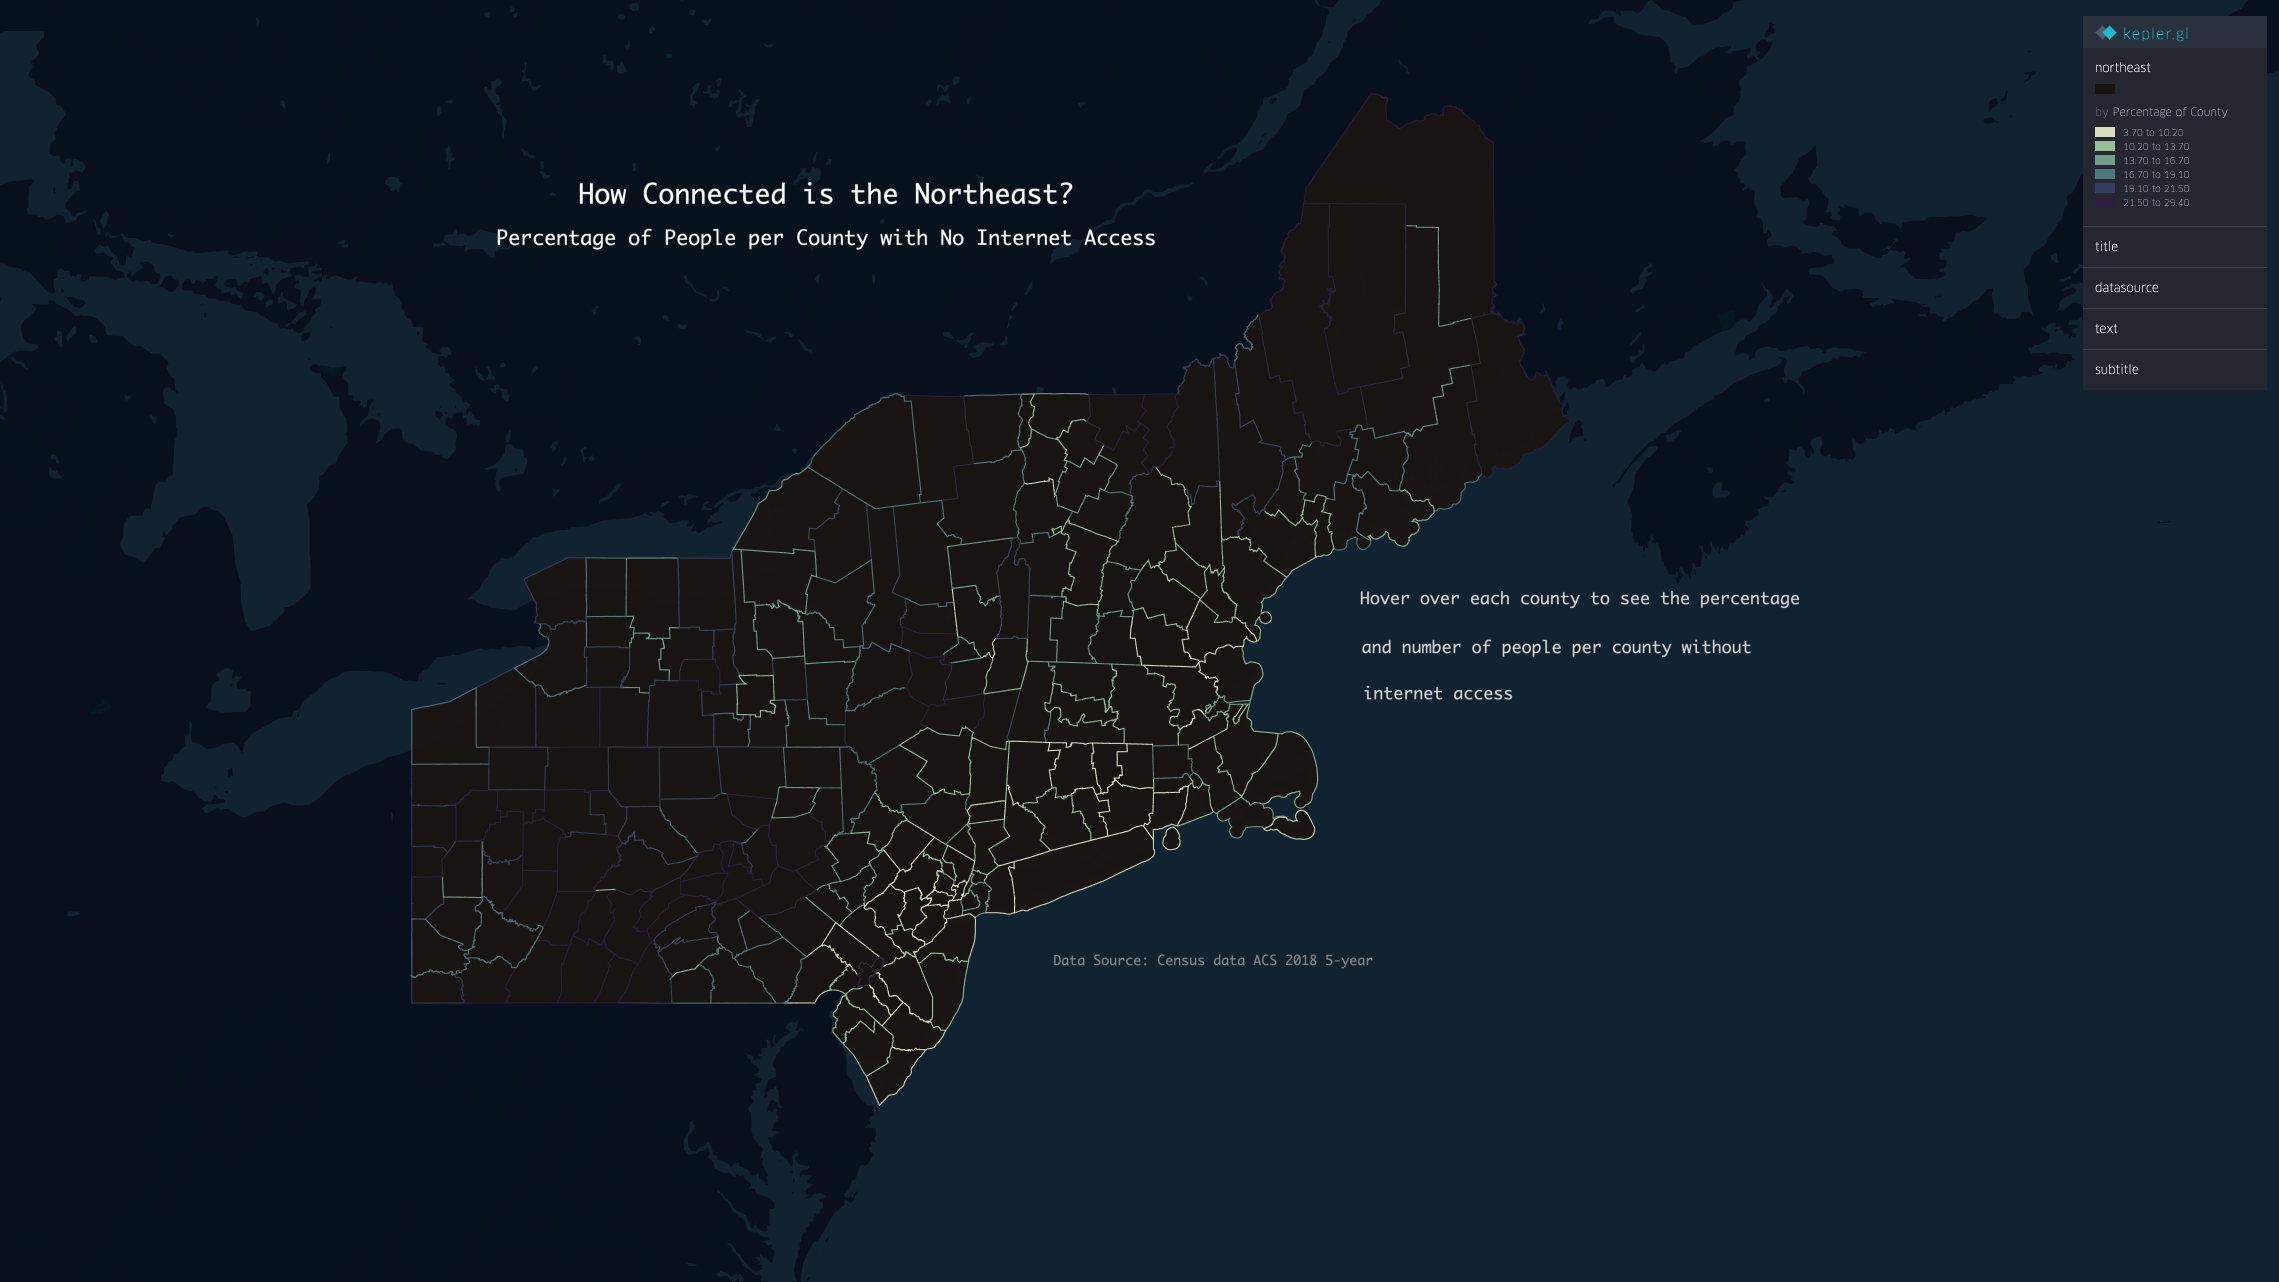 kepler.gl
northeast
by Percentage of County
3.70 to 10.20
10.20 to 13.70
13.70 to 16.70
16.70 to 19.10
19.10 to 21.50
21.50 to 29.40
title
datasource
text
subtitle
How Connected is the Northeast?
Percentage of People per County with No Internet Access
Hover over each county to see the percentage
and number of people per county without
internet access
Data Source: Census data ACS 2018 5-year